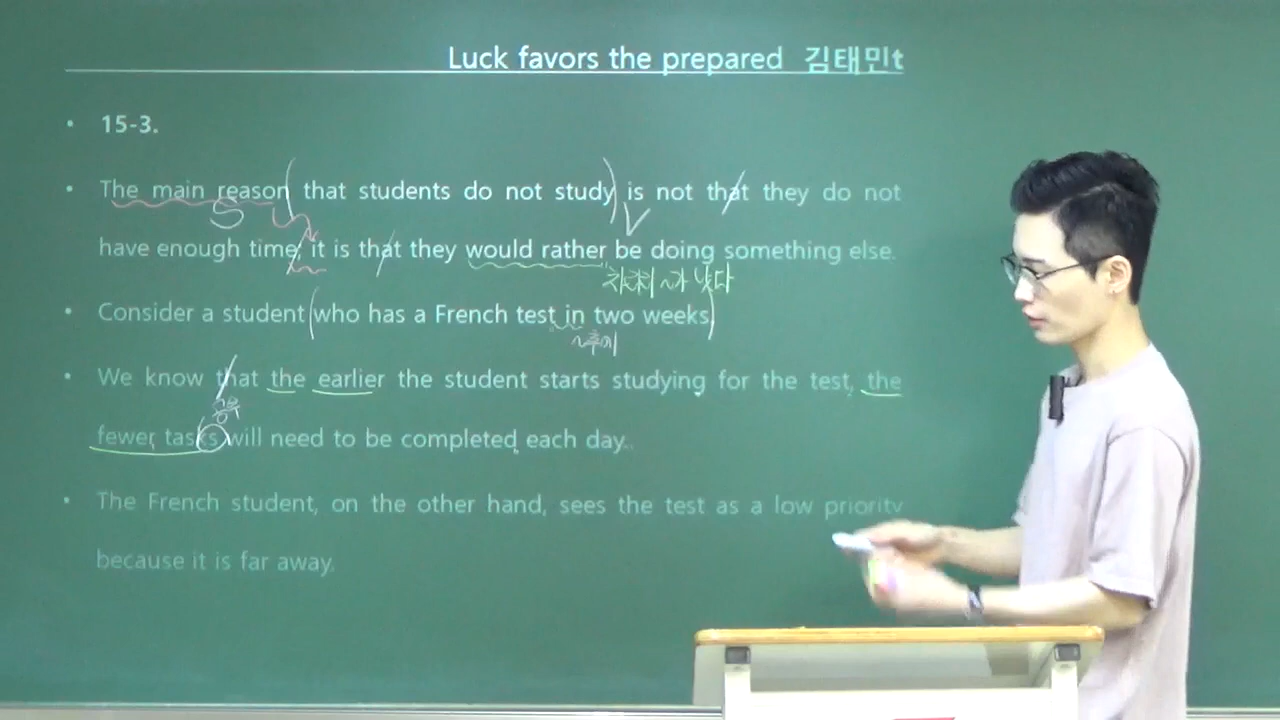 Luck favors the prepared 김태민t
• 15-3.
• The main reason that students do not study is not that they do not
S V
have enough time, it is that they would rather be doing something else.
차라리 ~가 낫다
• Consider a student who has a French test in two weeks.
~후에
• We know that the earlier the student starts studying for the test, the
fewer tasks will need to be completed each day..
• The French student, on the other hand, sees the test as a low priority
because it is far away.